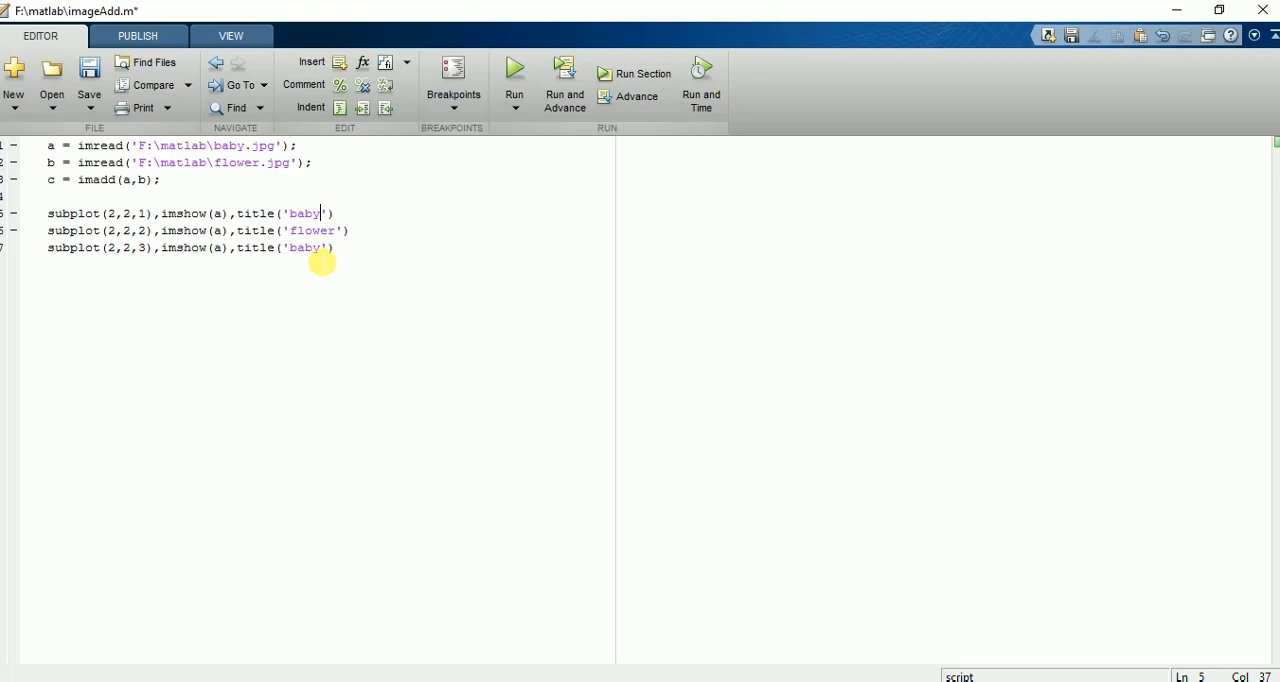 F:\matlab\imageAdd.m*
EDITOR PUBLISH VIEW
New Open Save Find Files Compare Print
Go To Find
Insert fx
Comment %
Indent
Breakpoints
Run Run and Advance Run Section Advance Run and Time
FILE NAVIGATE EDIT BREAKPOINTS RUN
a = imread('F:\matlab\baby.jpg');
2 b = imread('F:\matlab\flower.jpg');
c = imadd(a,b);
subplot(2,2,1),imshow(a),title('baby')
subplot(2,2,2),imshow(a),title('flower')
7 subplot(2,2,3),imshow(a),title('baby')
script Ln 5 Col 37